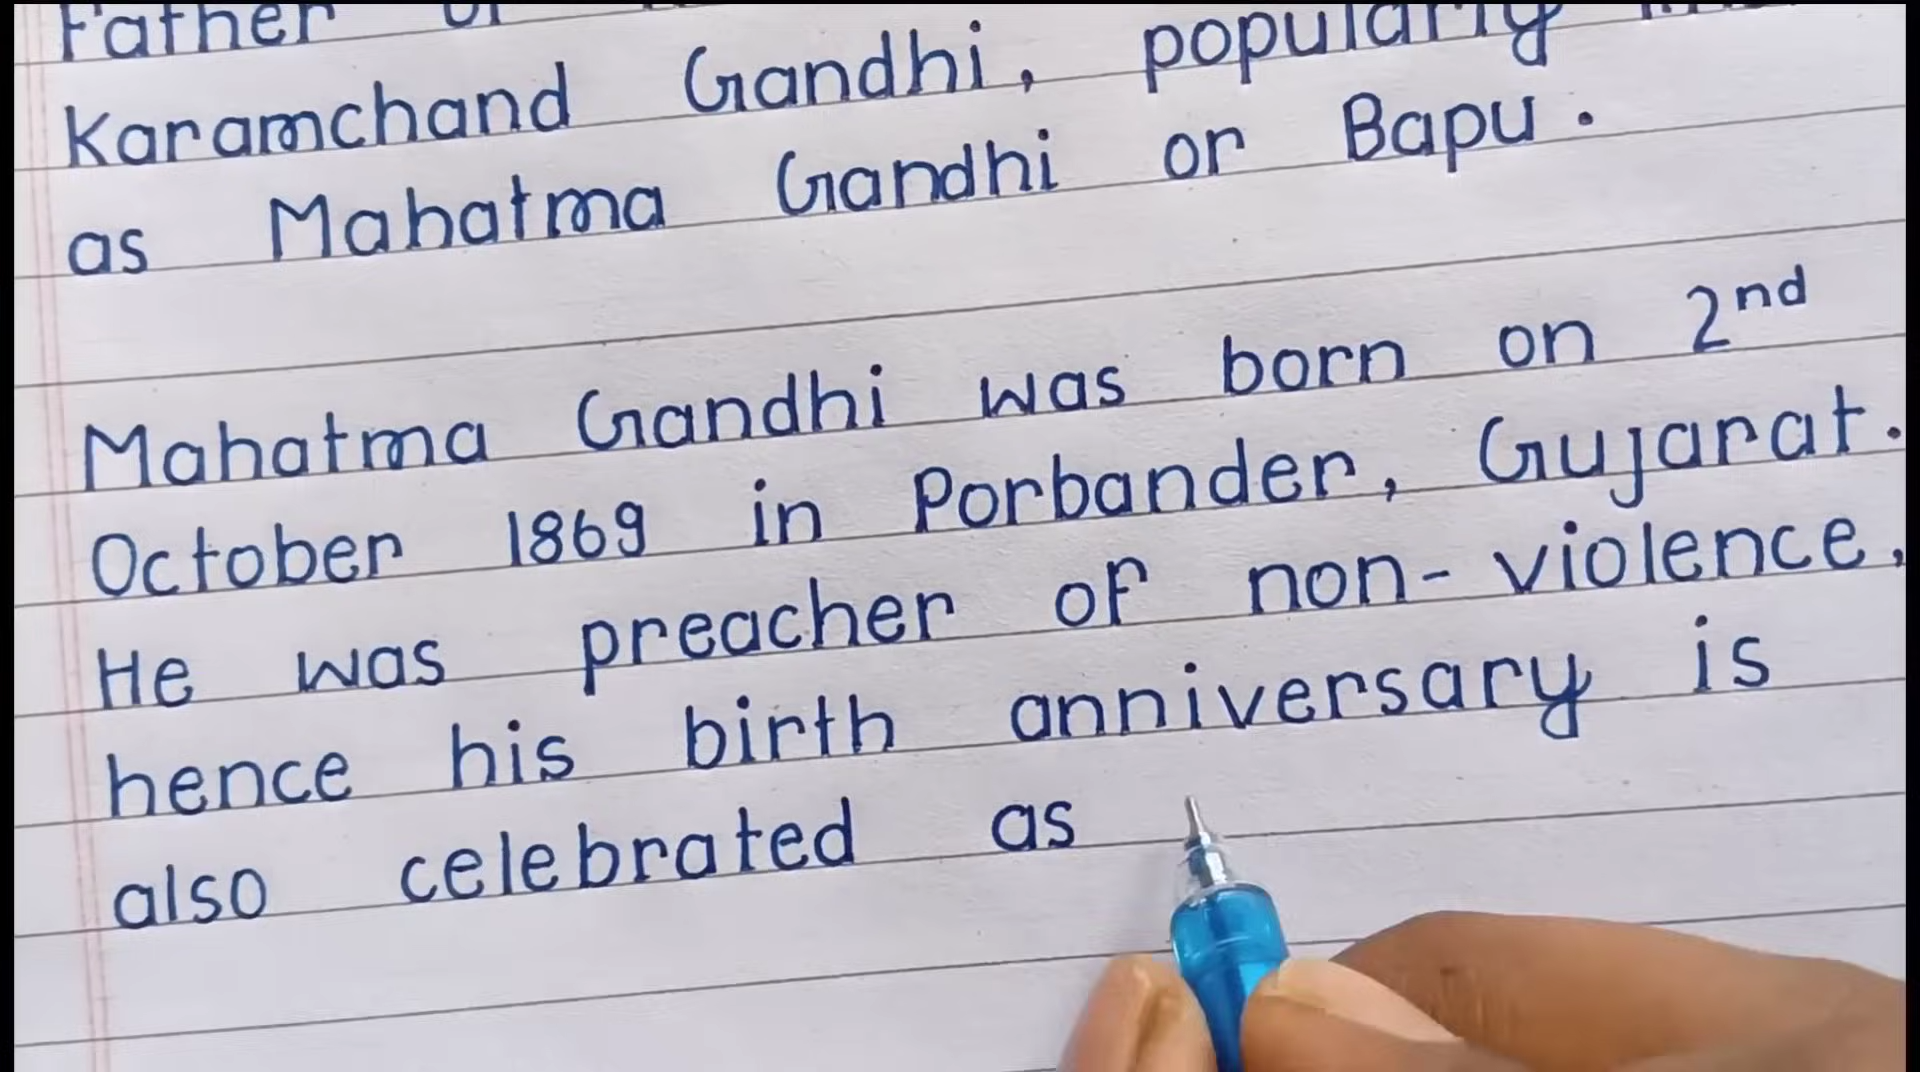 Father of
Karamchand Gandhi, popularly
as Mahatma Gandhi or Bapu.
Mahatma Gandhi was born on 2nd
October 1869 in Porbander, Gujarat.
He was preacher of non-violence,
hence his birth anniversary is
also celebrated as